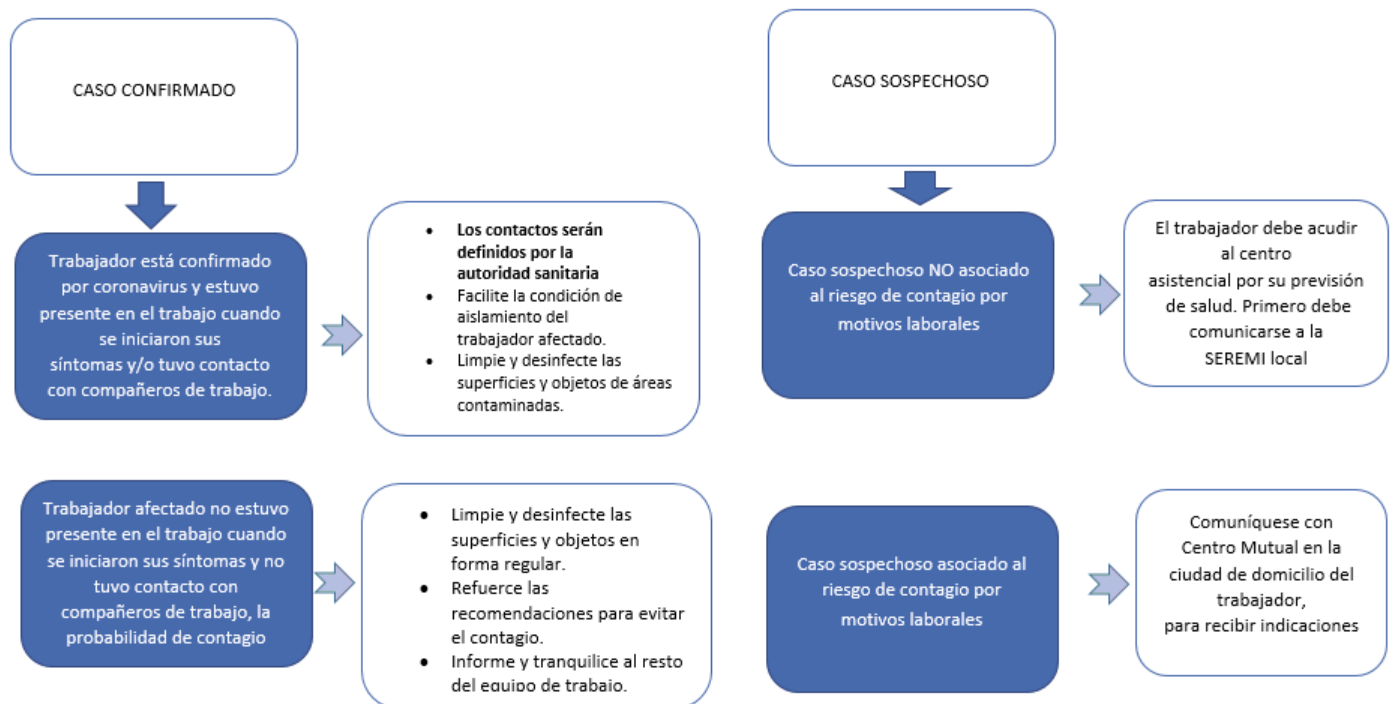 CASO CONFIRMADO
Trabajador está confirmado
por coronavirus y estuvo
presente en el trabajo cuando
se iniciaron sus
síntomas y/o tuvo contacto
con compañeros de trabajo.
• Los contactos serán
definidos por la
autoridad sanitaria
• Facilite la condición de
aislamiento del
trabajador afectado.
• Limpie y desinfecte las
superficies y objetos de áreas
contaminadas.
Trabajador afectado no estuvo
presente en el trabajo cuando
se iniciaron sus síntomas y no
tuvo contacto con
compañeros de trabajo, la
probabilidad de contagio
• Limpie y desinfecte las
superficies y objetos en
forma regular.
• Refuerce las
recomendaciones para evitar
el contagio.
• Informe y tranquilice al resto
del equipo de trabajo.
CASO SOSPECHOSO
Caso sospechoso NO asociado
al riesgo de contagio por
motivos laborales
El trabajador debe acudir
al centro
asistencial por su previsión
de salud. Primero debe
comunicarse a la
SEREMI local
Caso sospechoso asociado al
riesgo de contagio por
motivos laborales
Comuníquese con
Centro Mutual en la
ciudad de domicilio del
trabajador,
para recibir indicaciones